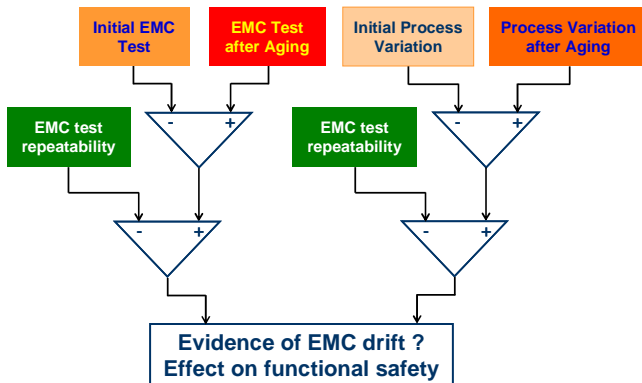 Initial EMC
Test
EMC Test
after Aging
Initial Process
Variation
Process Variation
after Aging
EMC test
repeatability
- +
EMC test
repeatability
- +
- +
- +
Evidence of EMC drift ?
Effect on functional safety